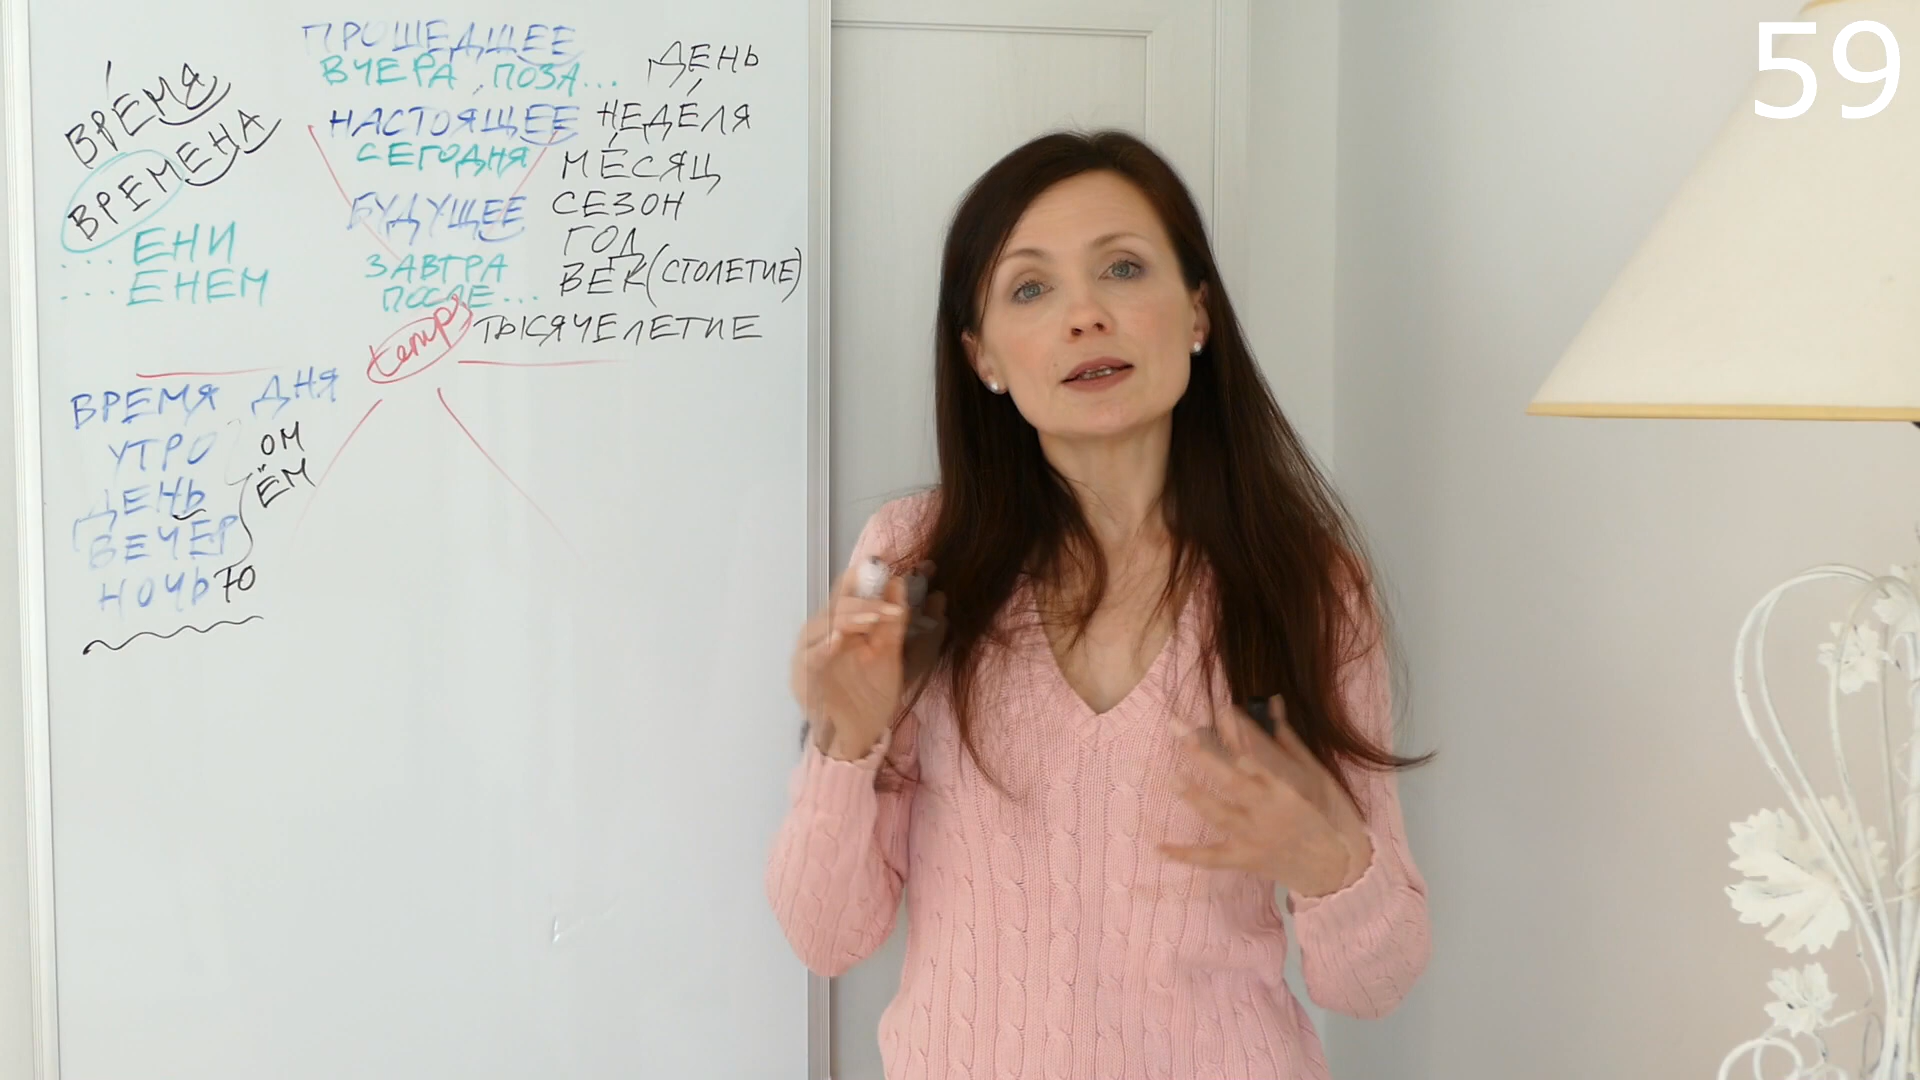 59
ВРЕМЯ
ВРЕМЕНА
... ЕНИ
... ЕНЕМ
ПРОШЕДШЕЕ
ВЧЕРА, ПОЗА...
НАСТОЯЩЕЕ
СЕГОДНЯ
БУДУЩЕЕ
ЗАВТРА
ПОСЛЕ...
ДЕНЬ
НЕДЕЛЯ
МЕСЯЦ
СЕЗОН
ГОД
ВЕК (СТОЛЕТИЕ)
ТЫСЯЧЕЛЕТИЕ
ВРЕМЯ ДНЯ
УТРО
ДЕНЬ
ВЕЧЕР
НОЧЬЮ
ОМ
ЁМ